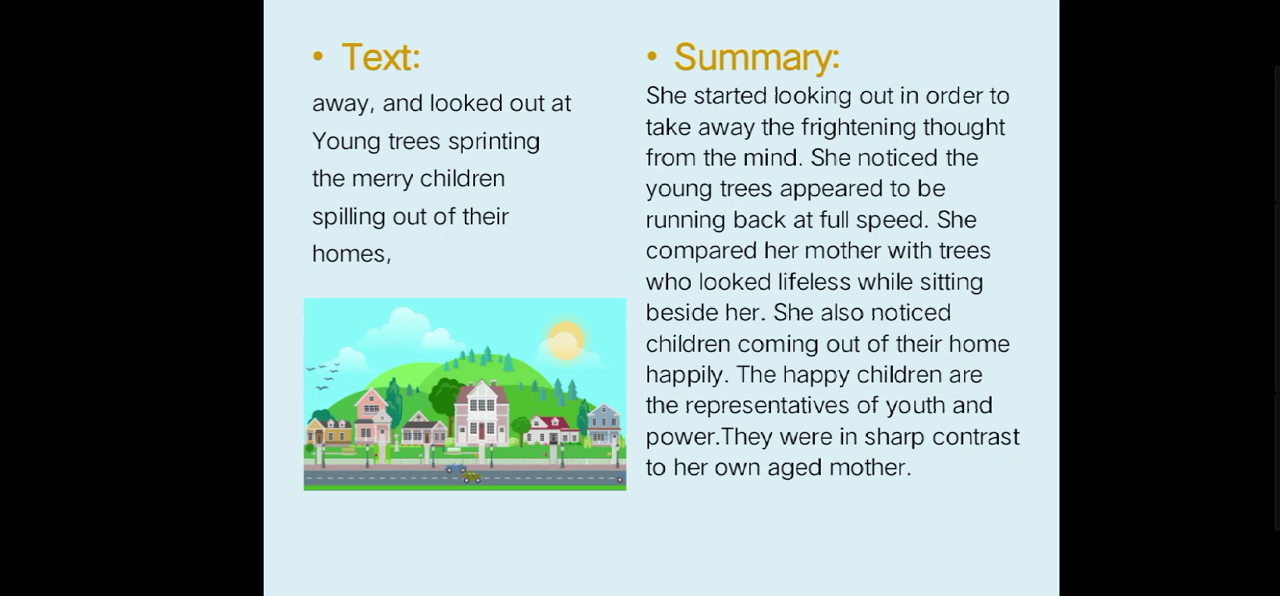 • Text:
away, and looked out at
Young trees sprinting
the merry children
spilling out of their
homes,
• Summary:
She started looking out in order to
take away the frightening thought
from the mind. She noticed the
young trees appeared to be
running back at full speed. She
compared her mother with trees
who looked lifeless while sitting
beside her. She also noticed
children coming out of their home
happily. The happy children are
the representatives of youth and
power.They were in sharp contrast
to her own aged mother.